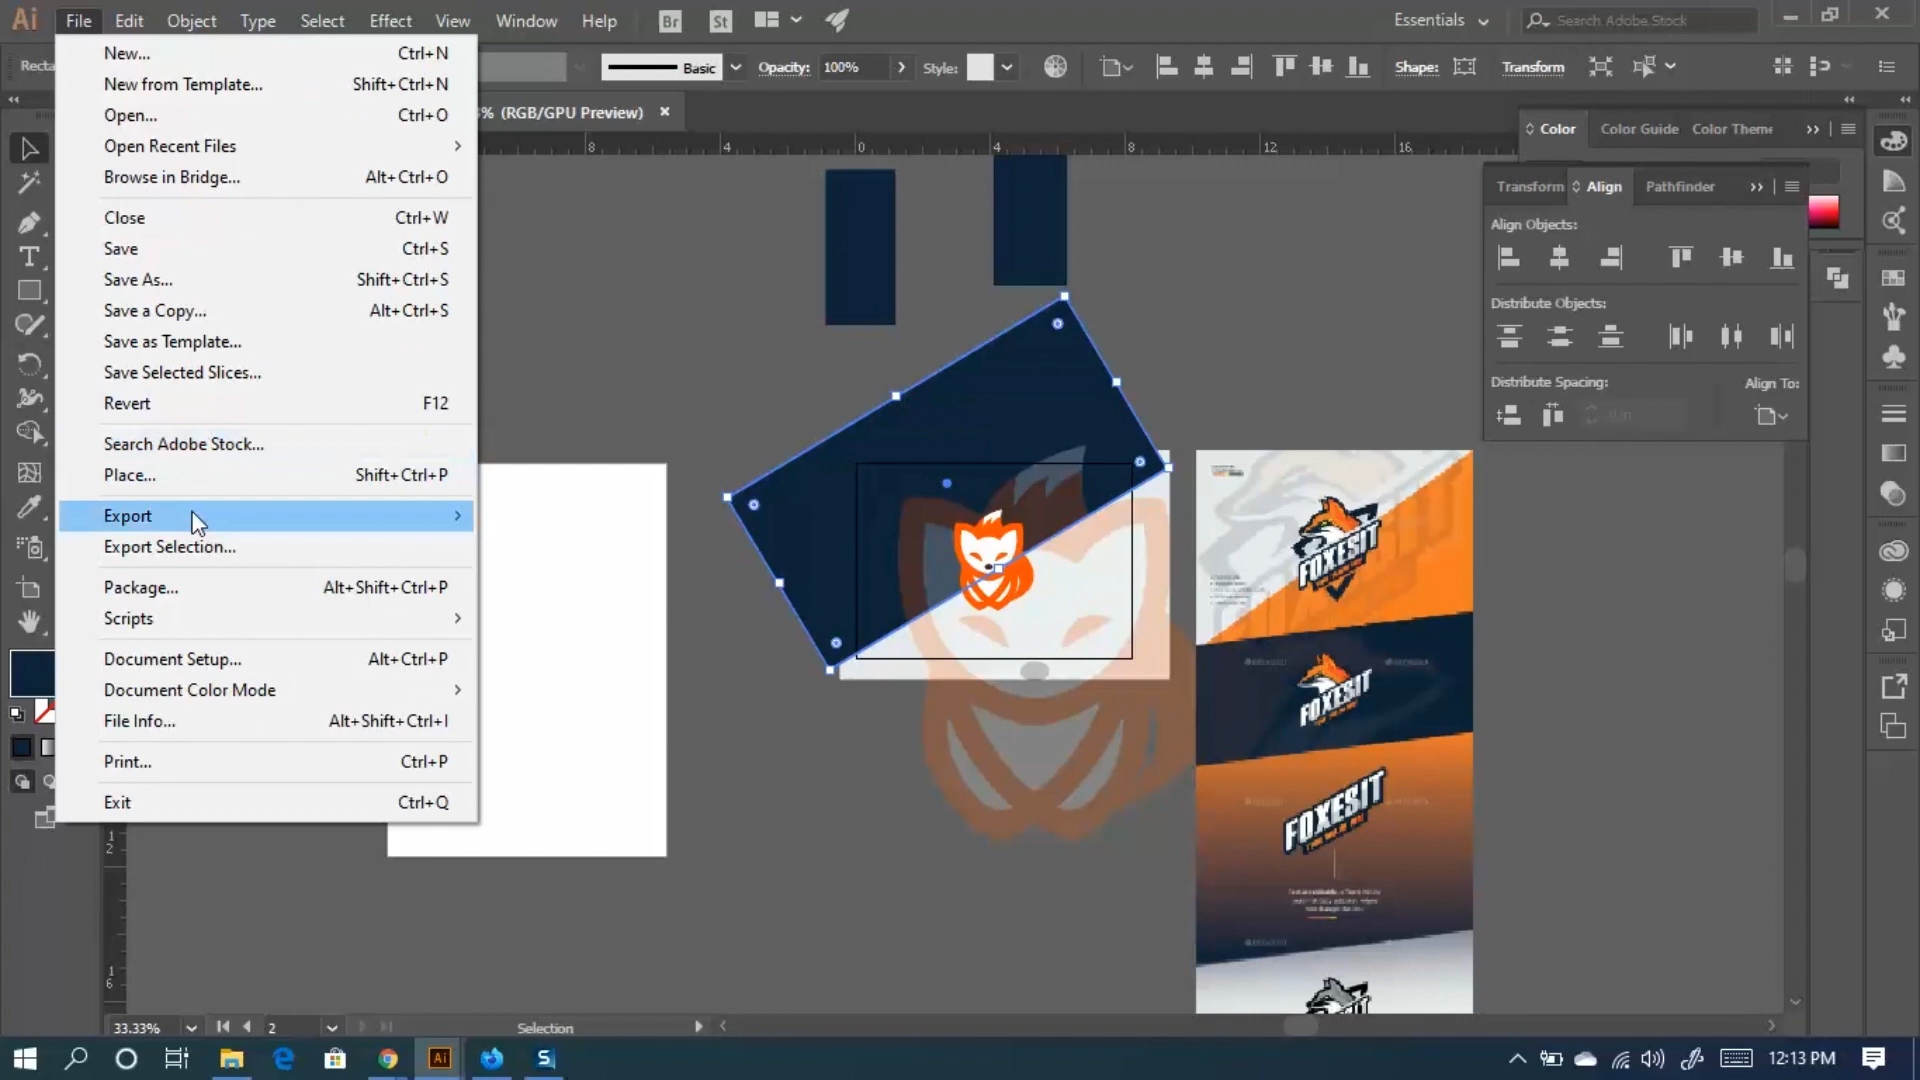 Ai File Edit Object Type Select Effect View Window Help Br St Essentials Search Adobe Stock
Basic Opacity: 100% Style: Shape: Transform
% (RGB/GPU Preview) ×
New... Ctrl+N
New from Template... Shift+Ctrl+N
Open... Ctrl+O
Open Recent Files
Browse in Bridge... Alt+Ctrl+O
Close Ctrl+W
Save Ctrl+S
Save As... Shift+Ctrl+S
Save a Copy... Alt+Ctrl+S
Save as Template...
Save Selected Slices...
Revert F12
Search Adobe Stock...
Place... Shift+Ctrl+P
Export
Export Selection...
Package... Alt+Shift+Ctrl+P
Scripts
Document Setup... Alt+Ctrl+P
Document Color Mode
File Info... Alt+Shift+Ctrl+I
Print... Ctrl+P
Exit Ctrl+Q
8 4 0 4 8 12 16
Color Color Guide Color Theme
Transform Align Pathfinder
Align Objects:
Distribute Objects:
Distribute Spacing: Align To:
FOXESIT
FOXESIT
FOXESIT
1
2
1
6
33.33% 2 Selection
Ai S 12:13 PM